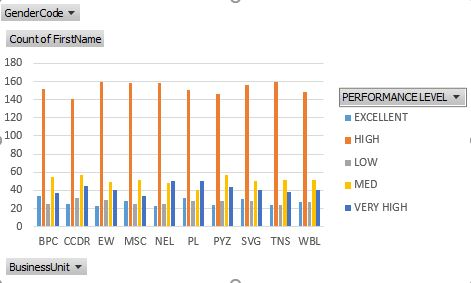 GenderCode
Count of FirstName
180
160
140
120
100
80
60
40
20
0
BPC CCDR EW MSC NEL PL PYZ SVG TNS WBL
PERFORMANCE LEVEL
EXCELLENT
HIGH
LOW
MED
VERY HIGH
BusinessUnit